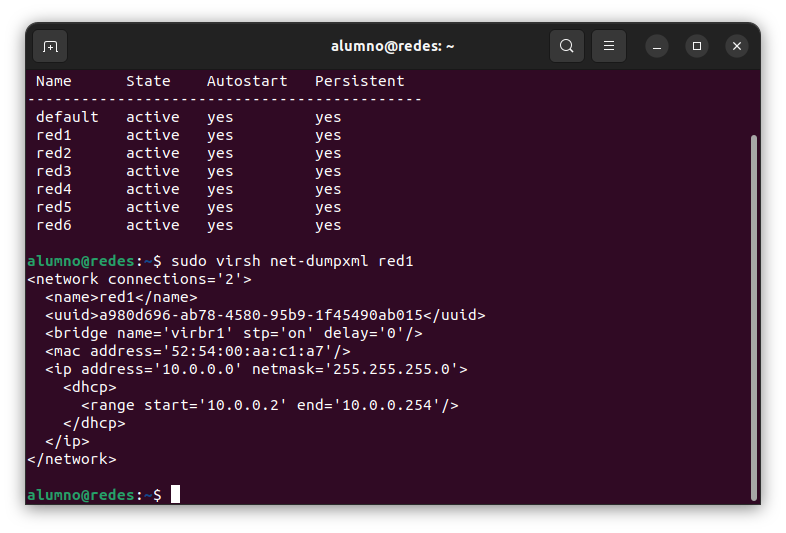 alumno@redes: ~
Name State Autostart Persistent
--------------------------------------------
default active yes yes
red1 active yes yes
red2 active yes yes
red3 active yes yes
red4 active yes yes
red5 active yes yes
red6 active yes yes
alumno@redes:~$ sudo virsh net-dumpxml red1
<network connections='2'>
<name>red1</name>
<uuid>a980d696-ab78-4580-95b9-1f45490ab015</uuid>
<bridge name='virbr1' stp='on' delay='0'/>
<mac address='52:54:00:aa:c1:a7'/>
<ip address='10.0.0.0' netmask='255.255.255.0'>
<dhcp>
<range start='10.0.0.2' end='10.0.0.254'/>
</dhcp>
</ip>
</network>
alumno@redes:~$